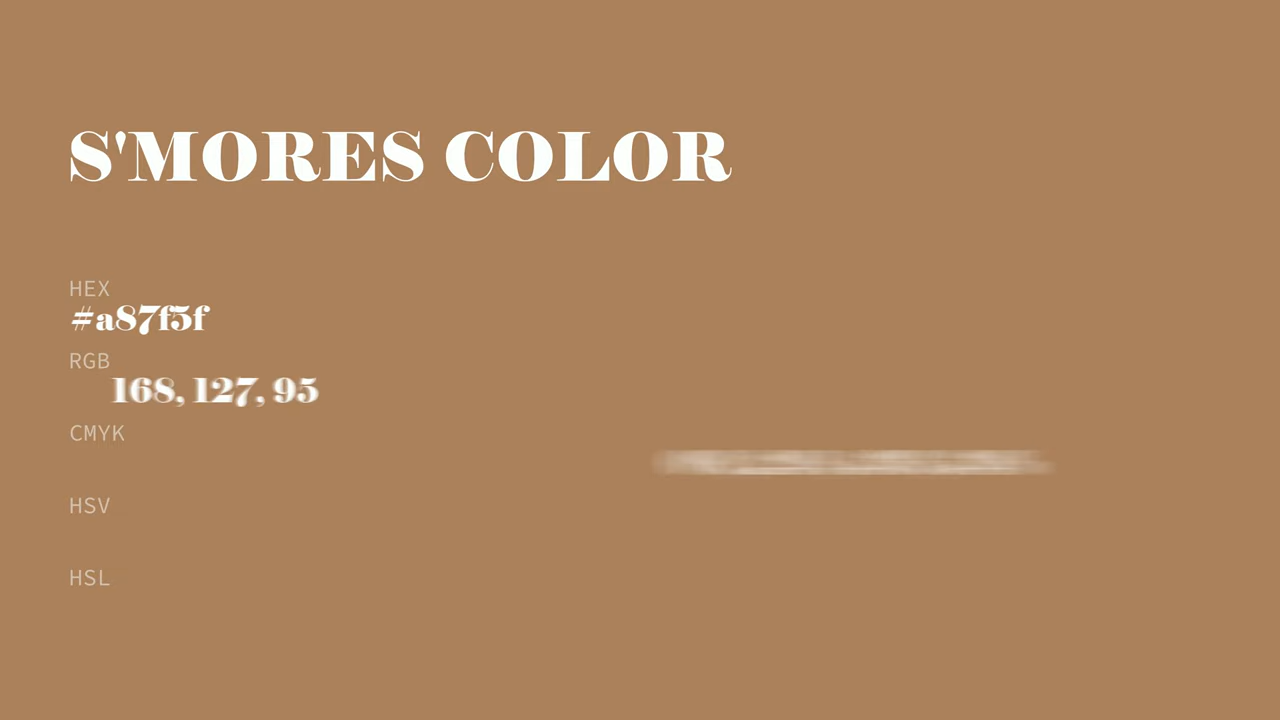 S'MORES COLOR
HEX
#a87f5f
RGB
168, 127, 95
CMYK
HSV
HSL